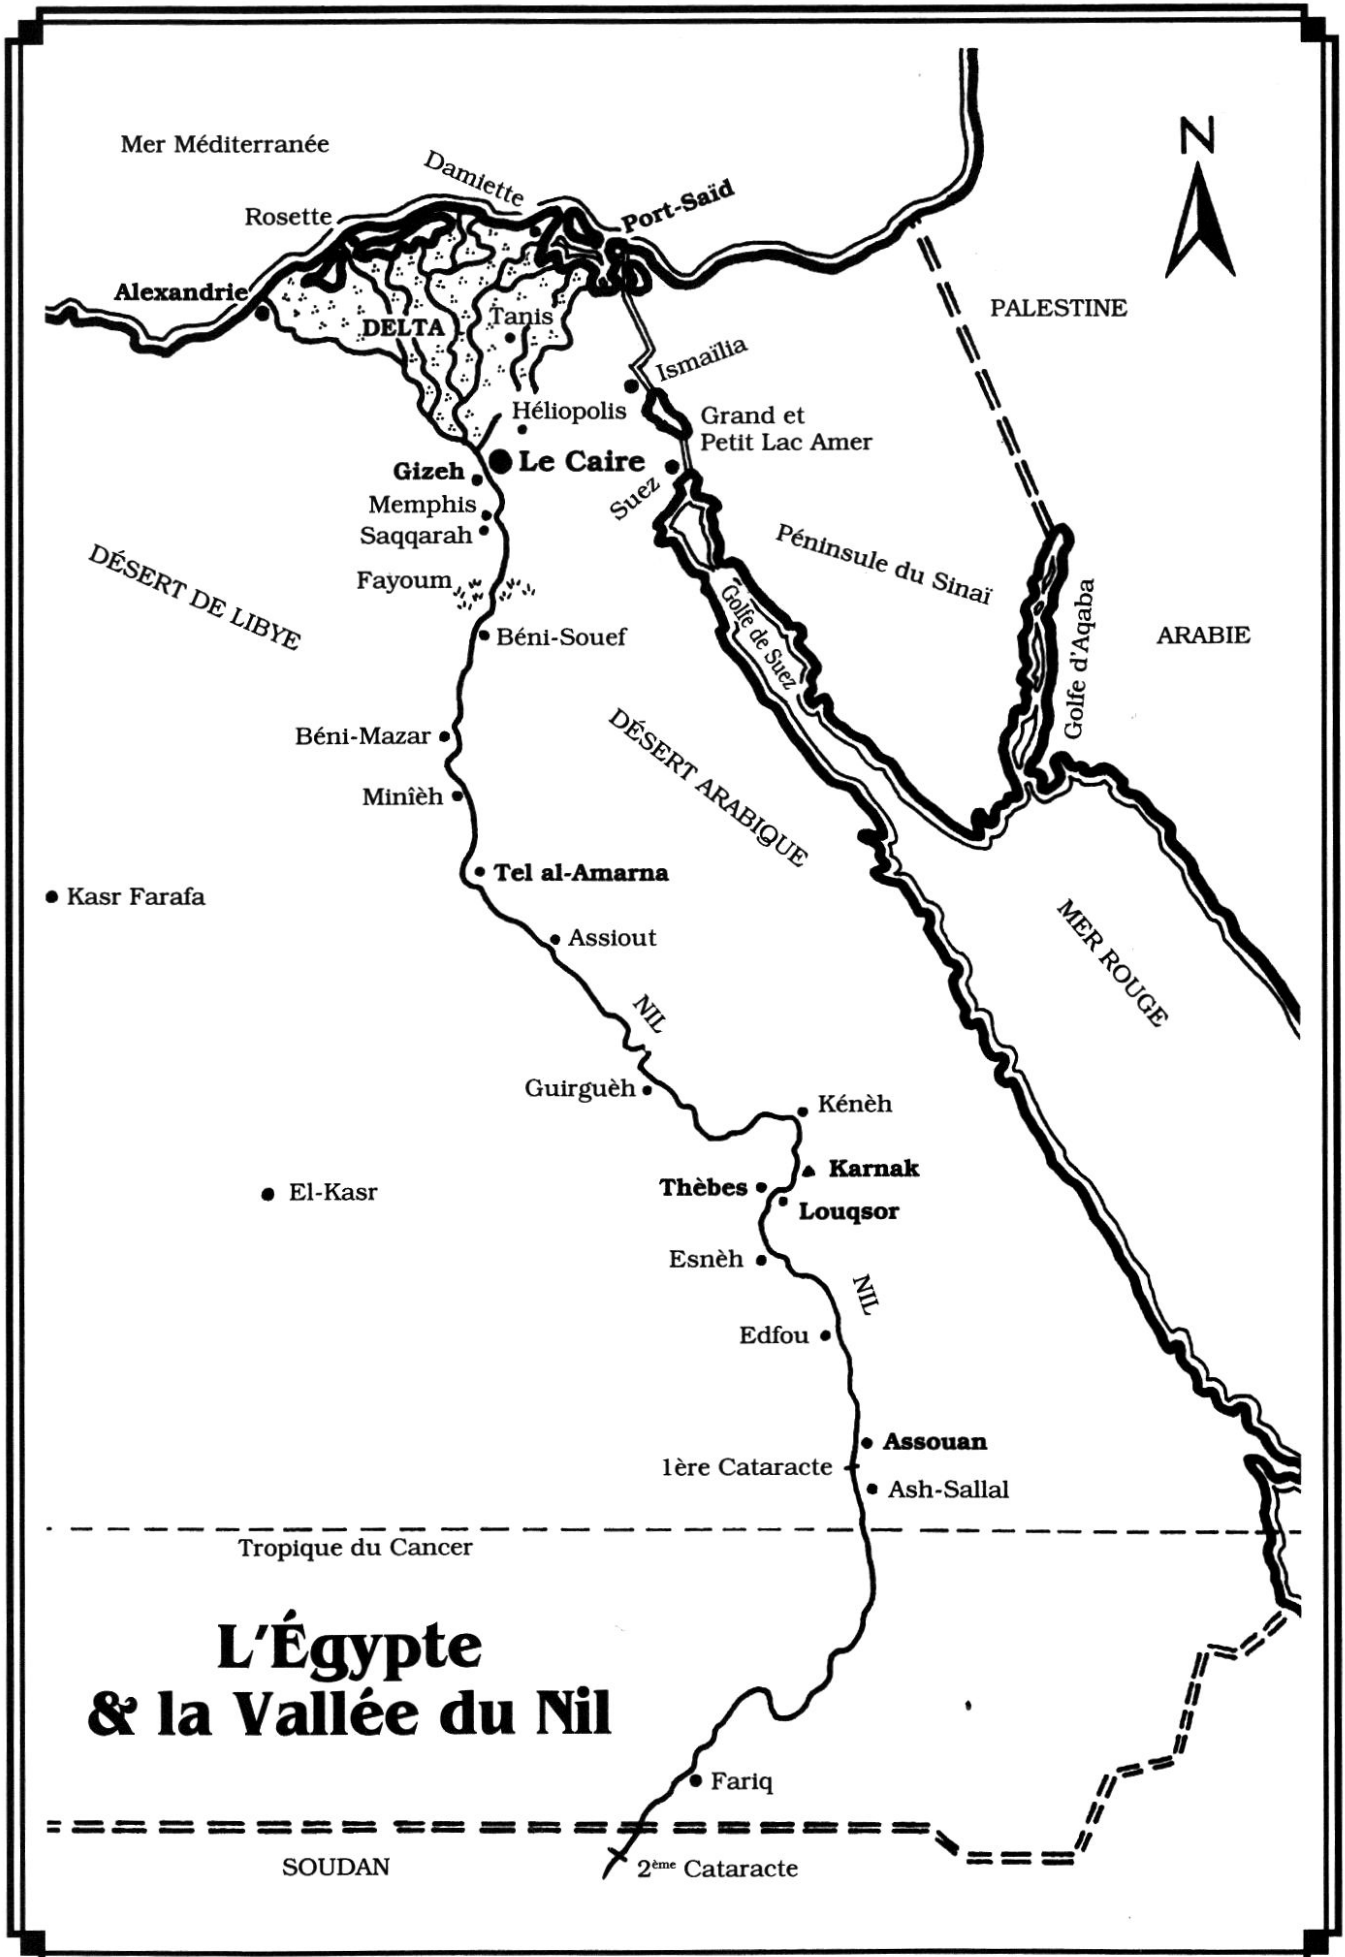 N
Mer Méditerranée
Damiette
Port-Saïd
Rosette
Alexandrie
DELTA
Tanis
PALESTINE
Ismaïlia
Héliopolis
Grand et
Petit Lac Amer
Gizeh
Le Caire
Suez
Memphis
Saqqarah
Péninsule du Sinaï
DÉSERT DE LIBYE
Fayoum
Golfe de Suez
Golfe d'Aqaba
ARABIE
Béni-Souef
Béni-Mazar
DÉSERT ARABIQUE
Minîèh
Tel al-Amarna
Kasr Farafa
Assiout
MER ROUGE
NIL
Guirguèh
Kénèh
Karnak
Thèbes
El-Kasr
Louqsor
Esnèh
NIL
Edfou
Assouan
1ère Cataracte
Ash-Sallal
Tropique du Cancer
L'Égypte
& la Vallée du Nil
Fariq
SOUDAN
2ème Cataracte